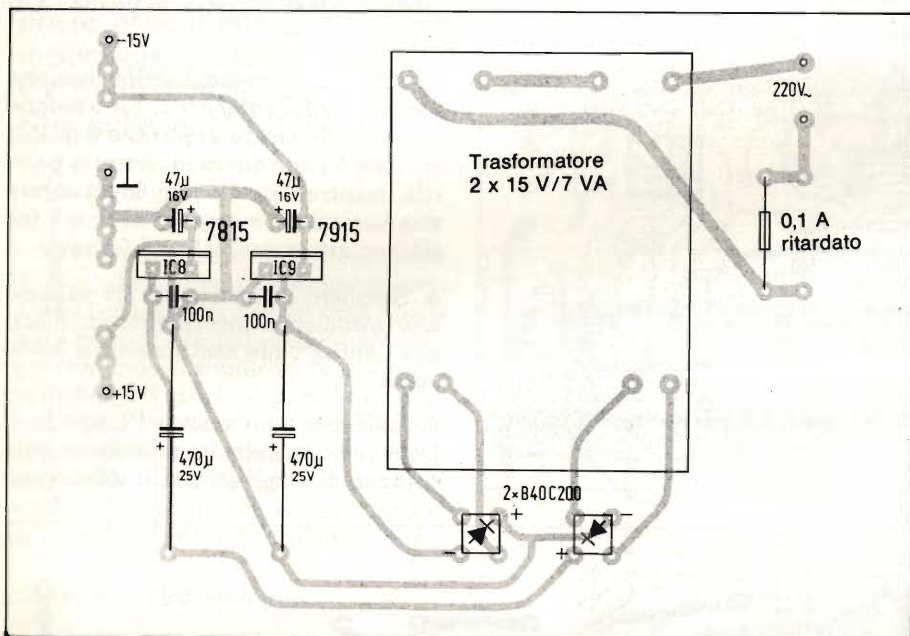 -15V
220V~
Trasformatore
2 x 15 V/7 VA
47µ
16V
+
47µ
16V
+
7815
7915
0,1 A
ritardato
IC8
IC9
100n
100n
+15V
+
470µ
25V
+
470µ
25V
2×B40C200
+
-
-
+